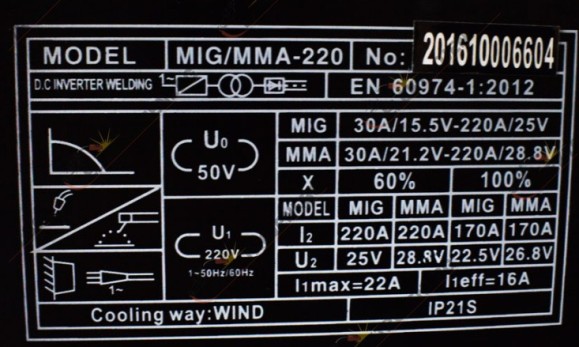 MODEL MIG/MMA-220 No: 201610006604
D.C INVERTER WELDING 1~ EN 60974-1:2012
U0 50V
MIG 30A/15.5V-220A/25V
MMA 30A/21.2V-220A/28.8V
X 60% 100%
MODEL MIG MMA MIG MMA
U1 220V 1~50Hz/60Hz
I2 220A 220A 170A 170A
U2 25V 28.8V 22.5V 26.8V
1~ I1max=22A I1eff=16A
Cooling way:WIND IP21S